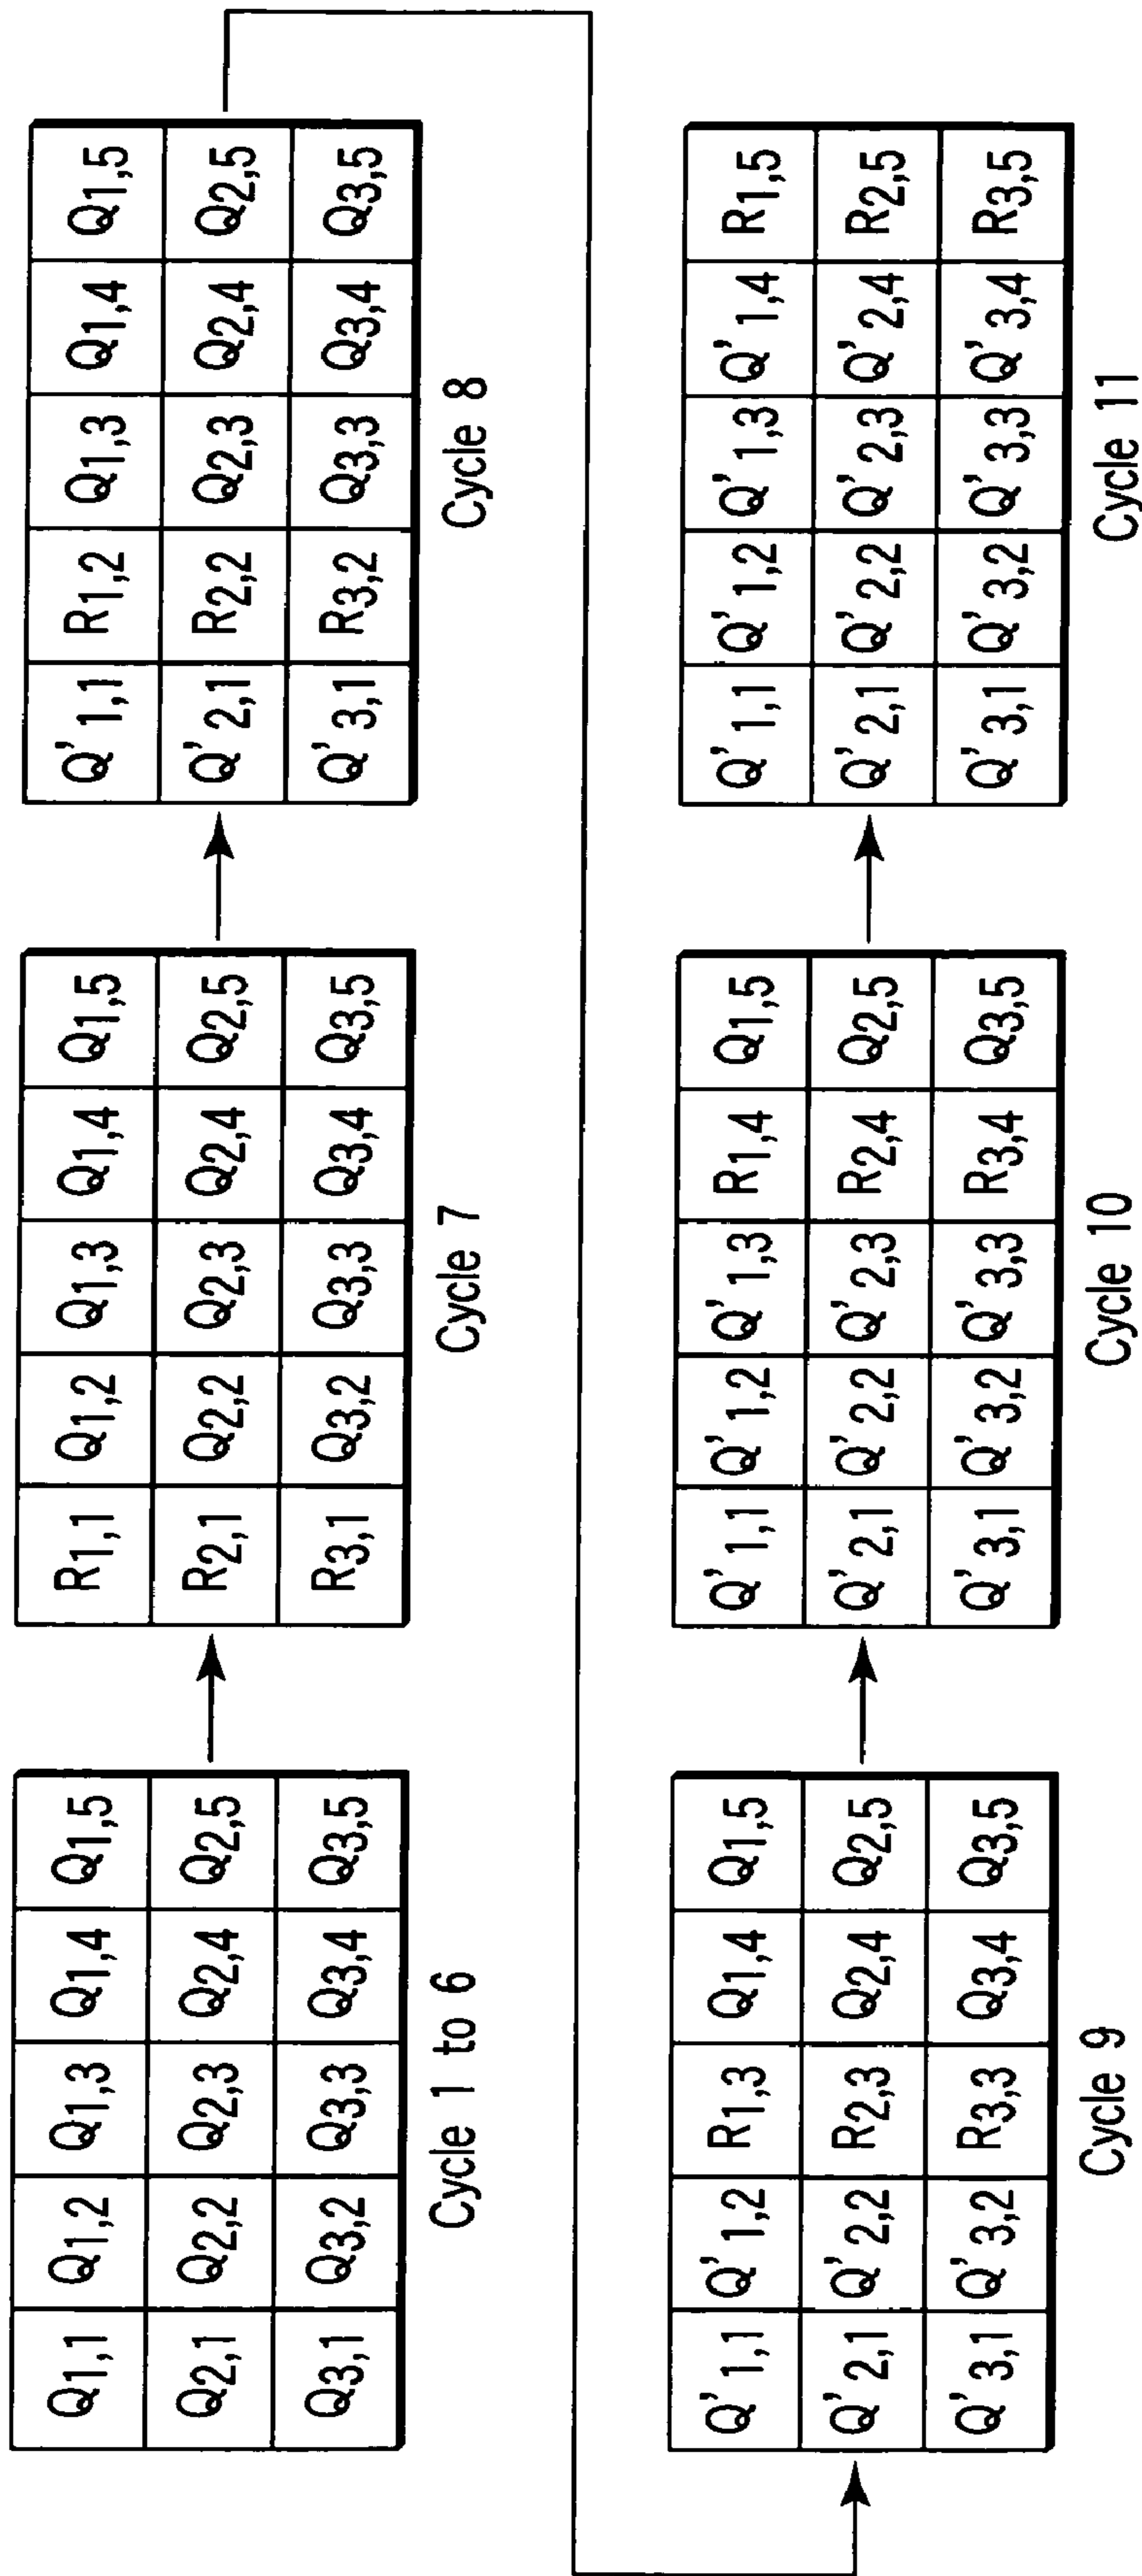 Q1,1 Q1,2 Q1,3 Q1,4 Q1,5
Q2,1 Q2,2 Q2,3 Q2,4 Q2,5
Q3,1 Q3,2 Q3,3 Q3,4 Q3,5
Cycle 1 to 6
R1,1 Q1,2 Q1,3 Q1,4 Q1,5
R2,1 Q2,2 Q2,3 Q2,4 Q2,5
R3,1 Q3,2 Q3,3 Q3,4 Q3,5
Cycle 7
Q'1,1 R1,2 Q1,3 Q1,4 Q1,5
Q'2,1 R2,2 Q2,3 Q2,4 Q2,5
Q'3,1 R3,2 Q3,3 Q3,4 Q3,5
Cycle 8
Q'1,1 Q'1,2 R1,3 Q1,4 Q1,5
Q'2,1 Q'2,2 R2,3 Q2,4 Q2,5
Q'3,1 Q'3,2 R3,3 Q3,4 Q3,5
Cycle 9
Q'1,1 Q'1,2 Q'1,3 R1,4 Q1,5
Q'2,1 Q'2,2 Q'2,3 R2,4 Q2,5
Q'3,1 Q'3,2 Q'3,3 R3,4 Q3,5
Cycle 10
Q'1,1 Q'1,2 Q'1,3 Q'1,4 R1,5
Q'2,1 Q'2,2 Q'2,3 Q'2,4 R2,5
Q'3,1 Q'3,2 Q'3,3 Q'3,4 R3,5
Cycle 11